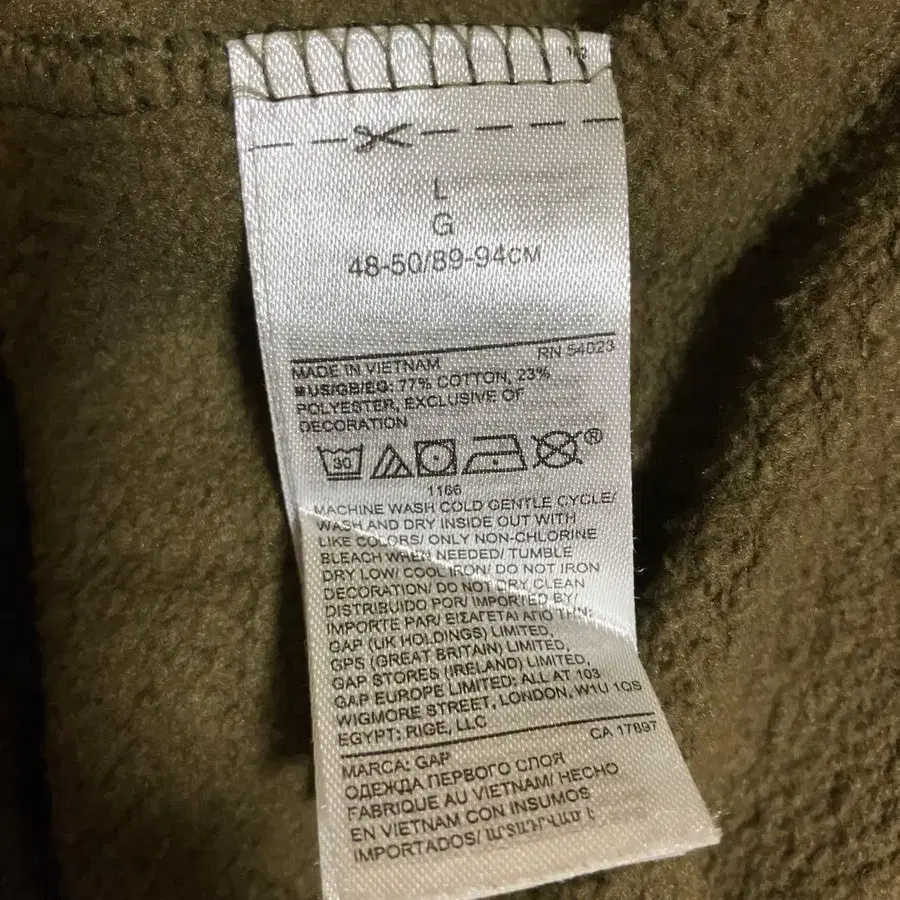 L
G
48-50/89-94CM
RN 54023
MADE IN VIETNAM
US/GB/EG: 77% COTTON, 23%
POLYESTER, EXCLUSIVE OF
DECORATION
30
®
1166
MACHINE WASH COLD GENTLE CYCLE/
WASH AND DRY INSIDE OUT WITH
LIKE COLORS/ ONLY NON-CHLORINE
BLEACH WHEN NEEDED/ TUMBLE
DRY LOW/ COOL IRON/ DO NOT IRON
DECORATION/ DO NOT DRY CLEAN
DISTRIBUIDO POR/ IMPORTED BY/
IMPORTE PAR/ ΕΙΣΑΓΕΤΑΙ ΑΠΟ ΤΗΝ:
GAP (UK HOLDINGS) LIMITED,
GPS (GREAT BRITAIN) LIMITED,
GAP STORES (IRELAND) LIMITED,
GAP EUROPE LIMITED: ALL AT 103
WIGMORE STREET, LONDON, W1U 1QS
EGYPT: RIGE, LLC
CA 17897
MARCA: GAP
ОДЕЖДА ПЕРВОГО СЛОЯ
FABRIQUE AU VIETNAM/ HECHO
EN VIETNAM CON INSUMOS
IMPORTADOS/